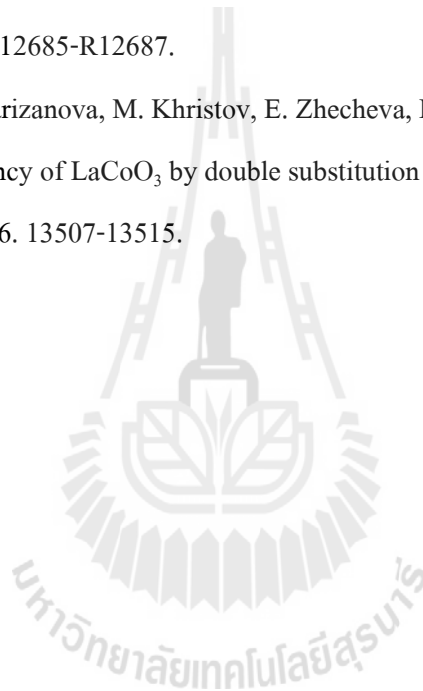 12685-R12687.
rizanova, M. Khristov, E. Zhecheva,
ncy of LaCoO₃ by double substitution
6. 13507-13515.
มหาวิทยาลัยเทคโนโลยีสุรนารี